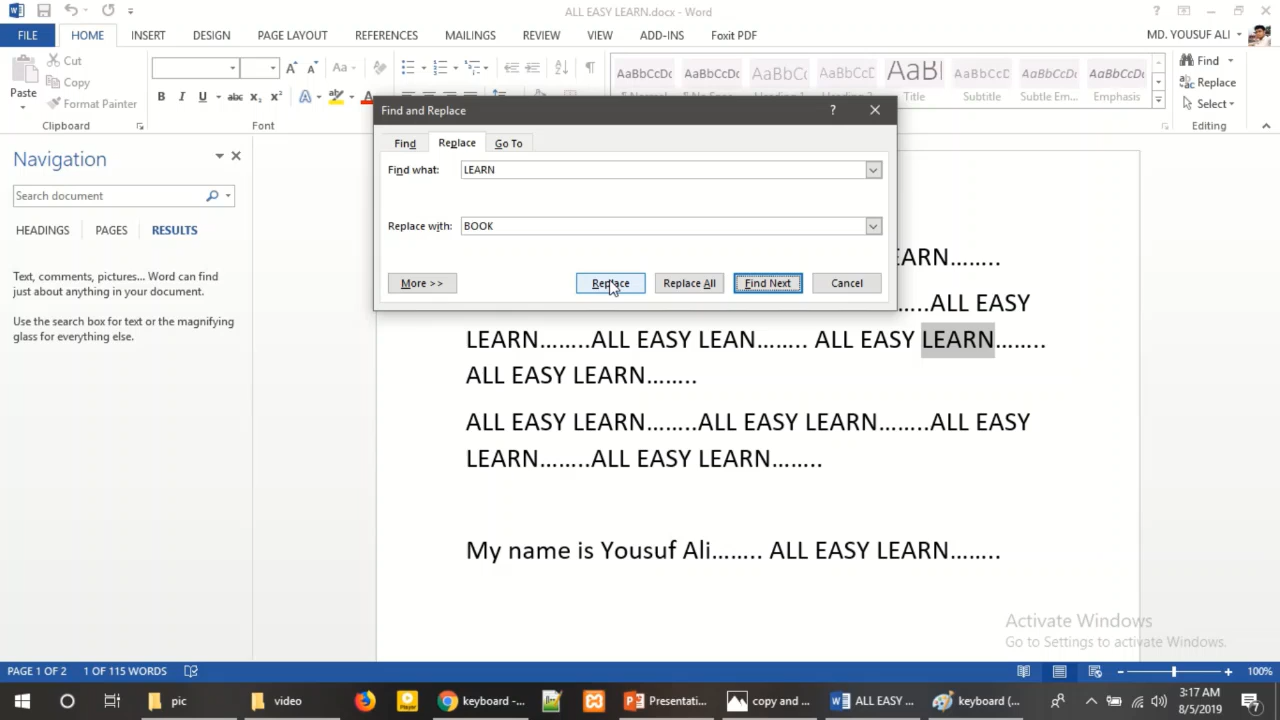 ALL EASY LEARN.docx - Word
FILE HOME INSERT DESIGN PAGE LAYOUT REFERENCES MAILINGS REVIEW VIEW ADD-INS Foxit PDF MD. YOUSUF ALI
Cut
Copy
Format Painter
Paste
Clipboard
Font
AaBbCcDc AaBbCcDc AaBbCc AaBbCcD AaBl AaBbCcD AaBbCcDc AaBbCcDc
Title Subtitle Subtle Em... Emphasis
Find
Replace
Select
Editing
Find and Replace
Find Replace Go To
Find what: LEARN
Replace with: BOOK
More >> Replace Replace All Find Next Cancel
Navigation
Search document
HEADINGS PAGES RESULTS
Text, comments, pictures... Word can find
just about anything in your document.
Use the search box for text or the magnifying
glass for everything else.
EARN……..
…..ALL EASY
LEARN……..ALL EASY LEAN…….. ALL EASY LEARN……..
ALL EASY LEARN……..
ALL EASY LEARN……..ALL EASY LEARN……..ALL EASY
LEARN……..ALL EASY LEARN……..
My name is Yousuf Ali…….. ALL EASY LEARN……..
Activate Windows
Go to Settings to activate Windows.
PAGE 1 OF 2 1 OF 115 WORDS 100%
pic video keyboard -... Presentati... copy and ... ALL EASY ... keyboard (...
3:17 AM
8/5/2019